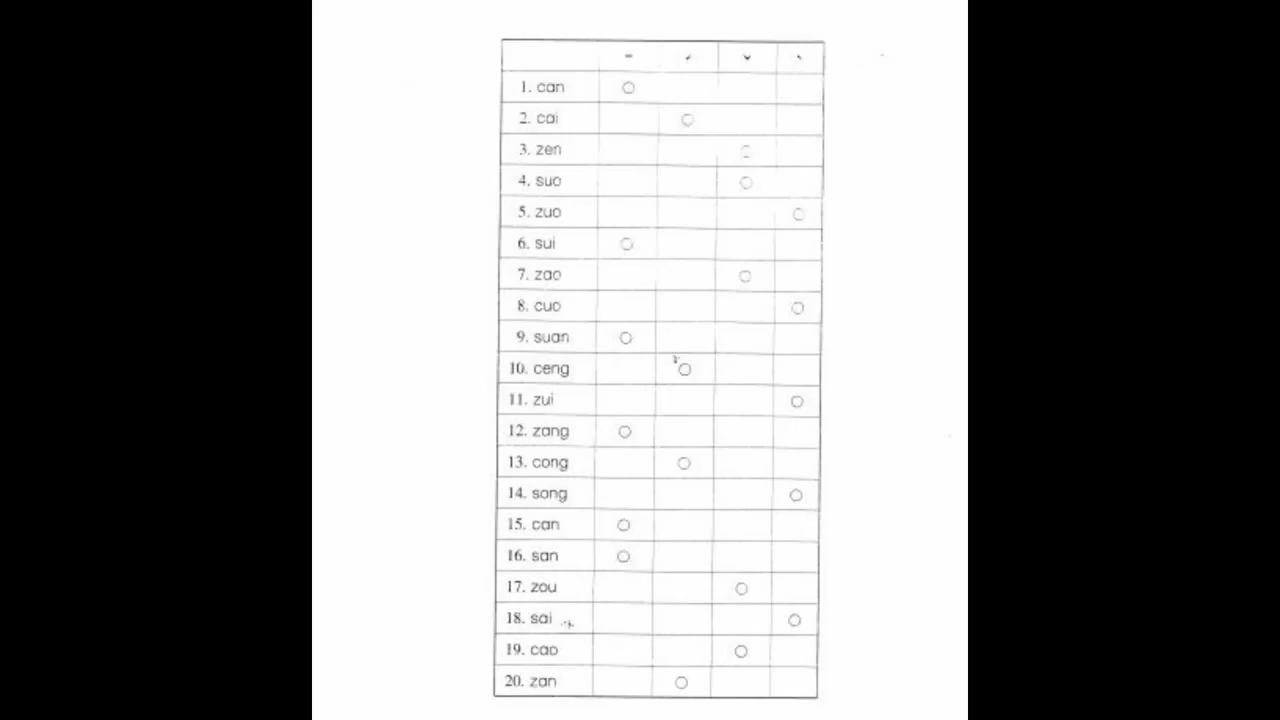 ˉ ˊ ˇ ˋ
1. can ○
2. cai ○
3. zen ○
4. suo ○
5. zuo ○
6. sui ○
7. zao ○
8. cuo ○
9. suan ○
10. ceng ○
11. zui ○
12. zang ○
13. cong ○
14. song ○
15. can ○
16. san ○
17. zou ○
18. sai ○
19. cao ○
20. zan ○